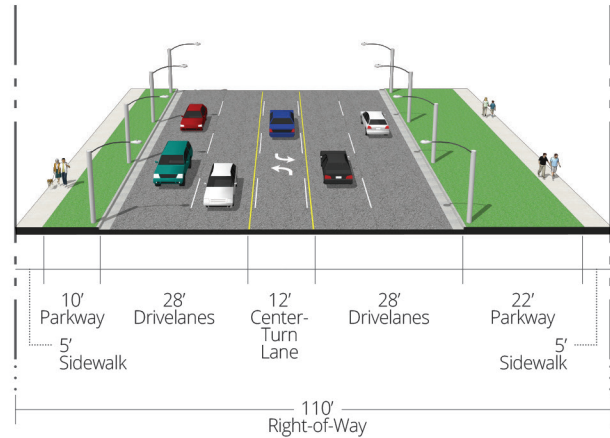 10’
Parkway
28’
Drivelanes
12’
Center-
Turn
Lane
28’
Drivelanes
22’
Parkway
5’
Sidewalk
5’
Sidewalk
110’
Right-of-Way